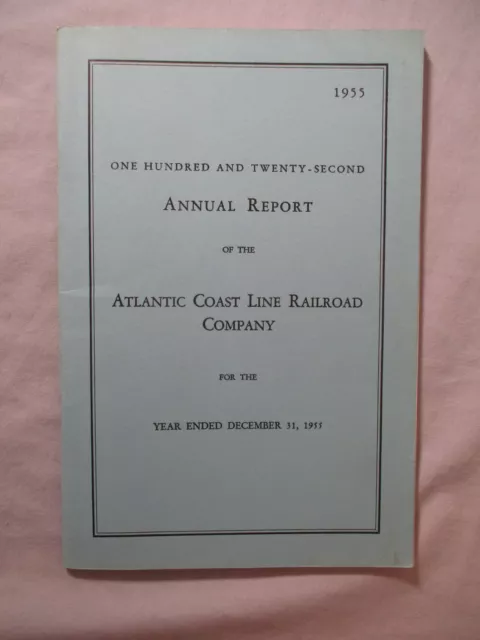 1955
ONE HUNDRED AND TWENTY-SECOND
ANNUAL REPORT
OF THE
ATLANTIC COAST LINE RAILROAD
COMPANY
FOR THE
YEAR ENDED DECEMBER 31, 1955